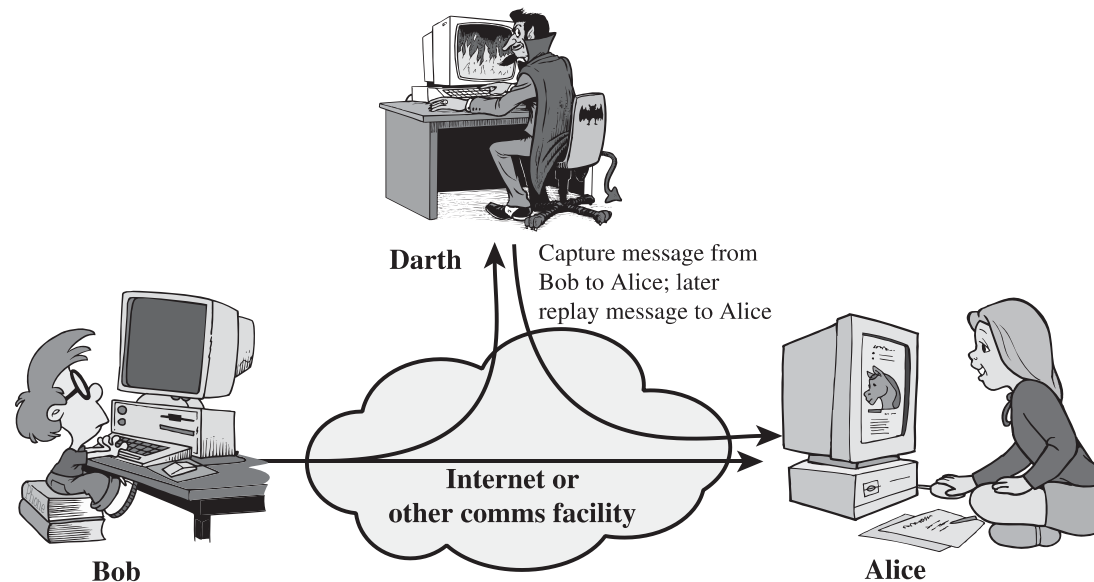 Darth
Capture message from
Bob to Alice; later
replay message to Alice
Internet or
other comms facility
Bob
Alice